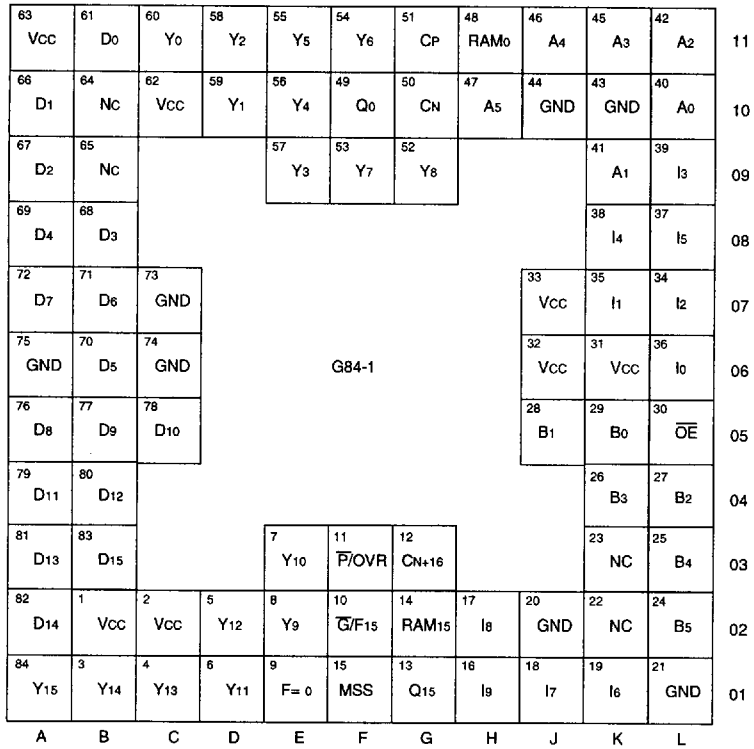 63 61 60 58 55 54 51 48 46 45 42
VCC D0 Y0 Y2 Y5 Y6 CP RAM0 A4 A3 A2 11
66 64 62 59 56 49 50 47 44 43 40
D1 NC VCC Y1 Y4 Q0 CN A5 GND GND A0 10
67 65 57 53 52 41 39
D2 NC Y3 Y7 Y8 A1 I3 09
69 68 38 37
D4 D3 I4 I5 08
72 71 73 33 35 34
D7 D6 GND VCC I1 I2 07
75 70 74 32 31 36
GND D5 GND G84-1 VCC VCC I0 06
76 77 78 28 29 30
D8 D9 D10 B1 B0 O̅E̅ 05
79 80 26 27
D11 D12 B3 B2 04
81 83 7 11 12 23 25
D13 D15 Y10 P̅/OVR CN+16 NC B4 03
82 1 2 5 8 10 14 17 20 22 24
D14 VCC VCC Y12 Y9 G̅/F15 RAM15 I8 GND NC B5 02
84 3 4 6 9 15 13 16 18 19 21
Y15 Y14 Y13 Y11 F= 0 MSS Q15 I9 I7 I6 GND 01
A B C D E F G H J K L